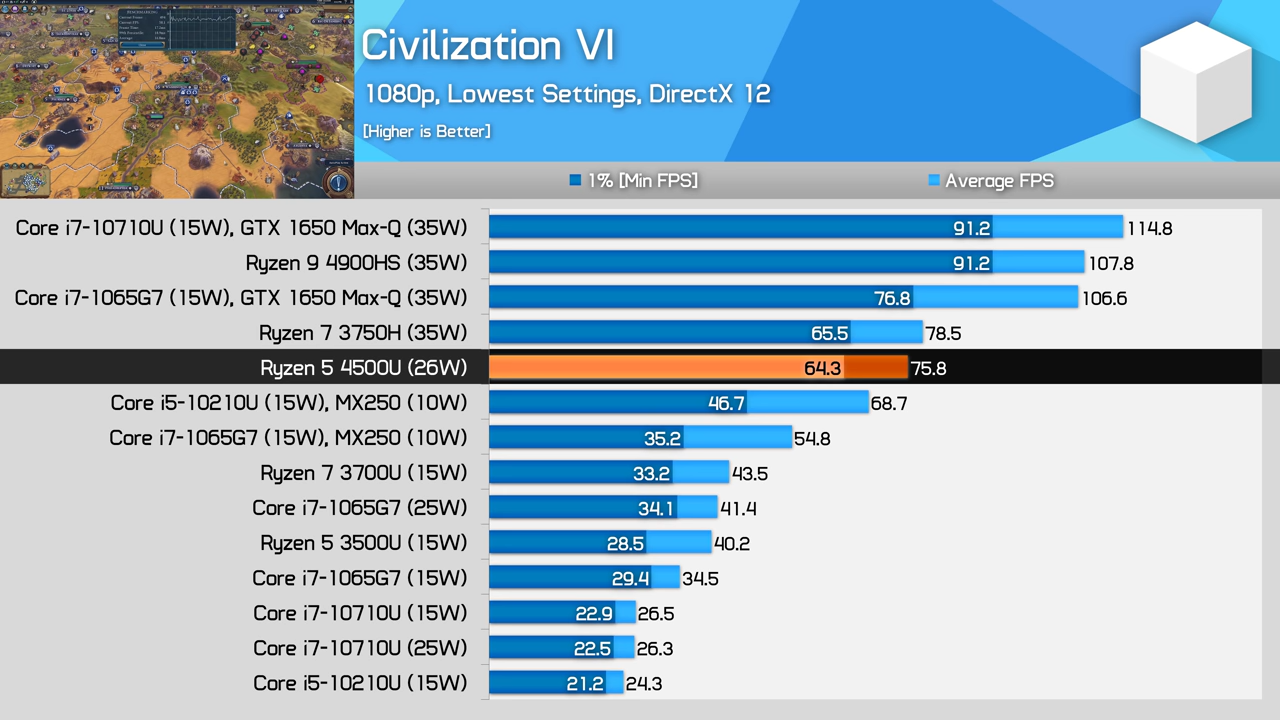 Civilization VI
1080p, Lowest Settings, DirectX 12
[Higher is Better]
1% [Min FPS] Average FPS
Core i7-10710U (15W), GTX 1650 Max-Q (35W) 91.2 114.8
Ryzen 9 4900HS (35W) 91.2 107.8
Core i7-1065G7 (15W), GTX 1650 Max-Q (35W) 76.8 106.6
Ryzen 7 3750H (35W) 65.5 78.5
Ryzen 5 4500U (26W) 64.3 75.8
Core i5-10210U (15W), MX250 (10W) 46.7 68.7
Core i7-1065G7 (15W), MX250 (10W) 35.2 54.8
Ryzen 7 3700U (15W) 33.2 43.5
Core i7-1065G7 (25W) 34.1 41.4
Ryzen 5 3500U (15W) 28.5 40.2
Core i7-1065G7 (15W) 29.4 34.5
Core i7-10710U (15W) 22.9 26.5
Core i7-10710U (25W) 22.5 26.3
Core i5-10210U (15W) 21.2 24.3